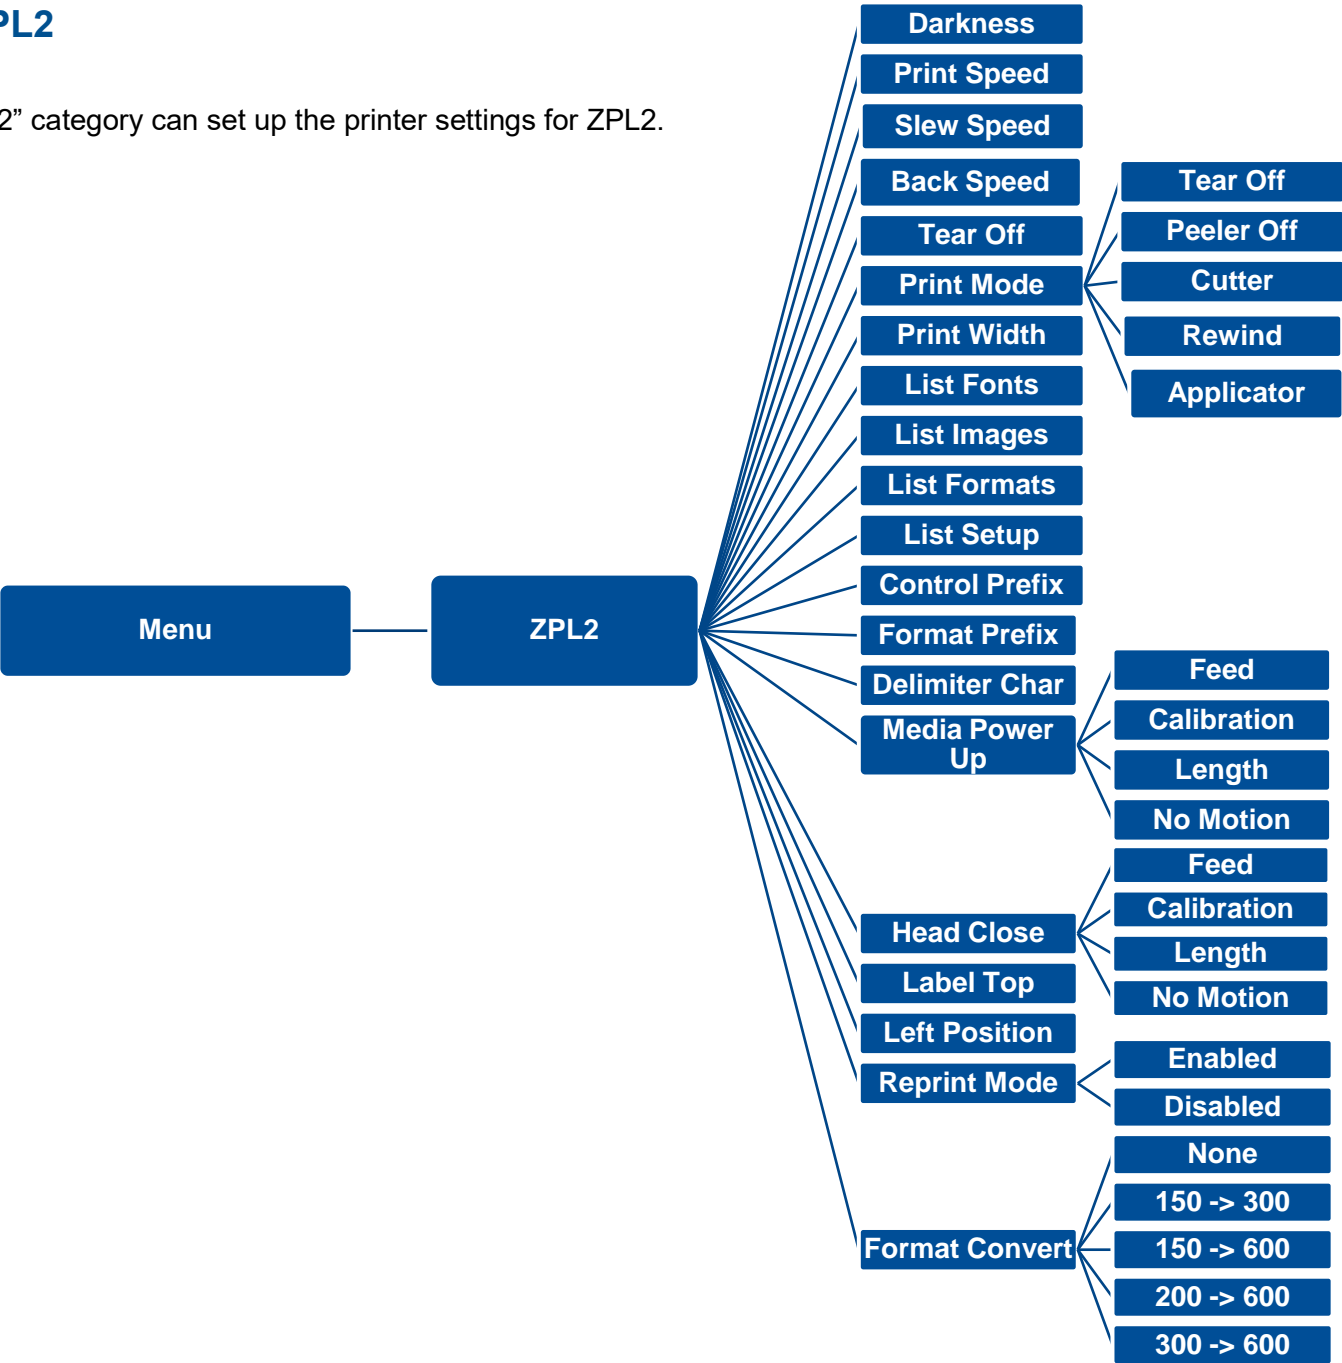 PL2
2” category can set up the printer settings for ZPL2.
Menu
ZPL2
Darkness
Print Speed
Slew Speed
Back Speed
Tear Off
Print Mode
Tear Off
Peeler Off
Cutter
Rewind
Applicator
Print Width
List Fonts
List Images
List Formats
List Setup
Control Prefix
Format Prefix
Delimiter Char
Media Power
Up
Feed
Calibration
Length
No Motion
Head Close
Feed
Calibration
Length
No Motion
Label Top
Left Position
Reprint Mode
Enabled
Disabled
Format Convert
None
150 -> 300
150 -> 600
200 -> 600
300 -> 600